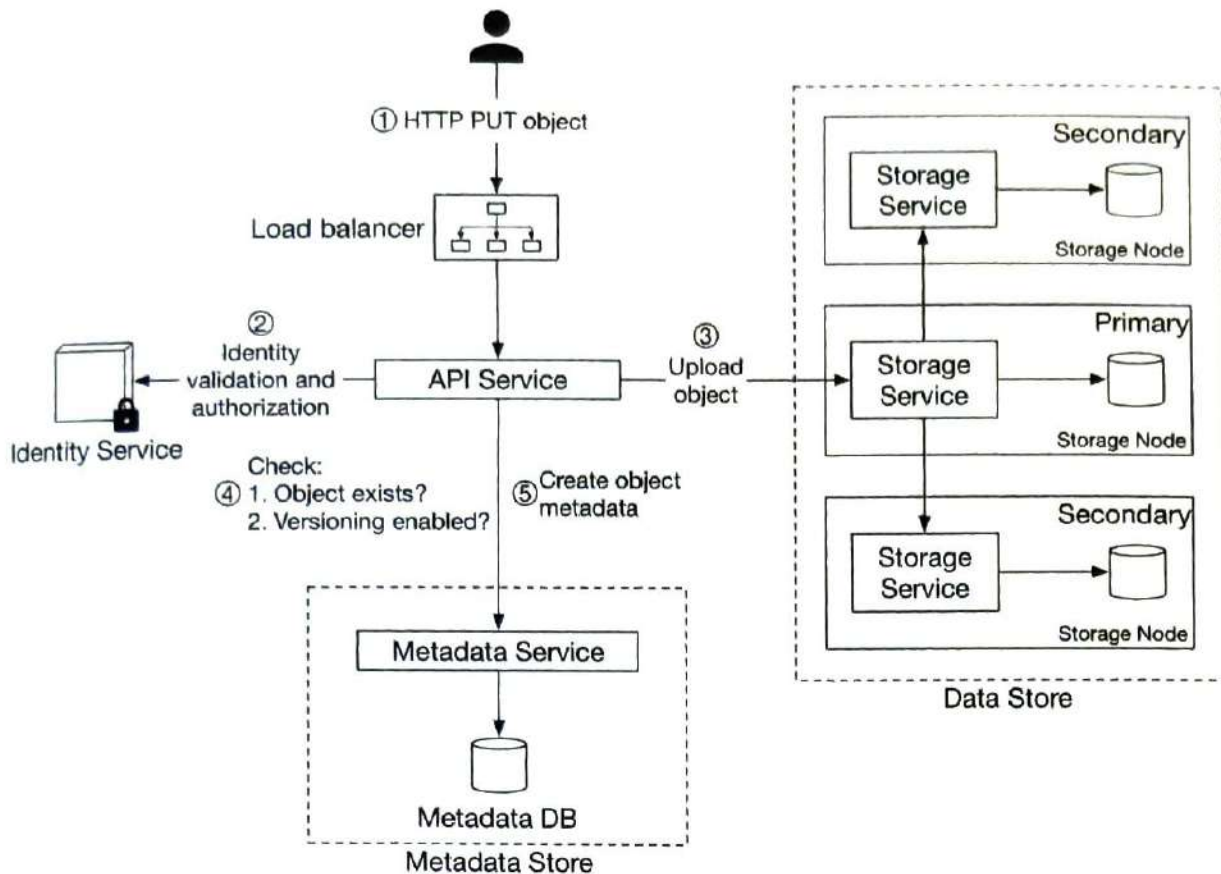 ① HTTP PUT object
Load balancer
②
Identity
validation and
authorization
Identity Service
API Service
③
Upload
object
Check:
④ 1. Object exists?
2. Versioning enabled?
⑤ Create object
metadata
Metadata Service
Metadata DB
Metadata Store
Secondary
Storage
Service
Storage Node
Primary
Storage
Service
Storage Node
Secondary
Storage
Service
Storage Node
Data Store